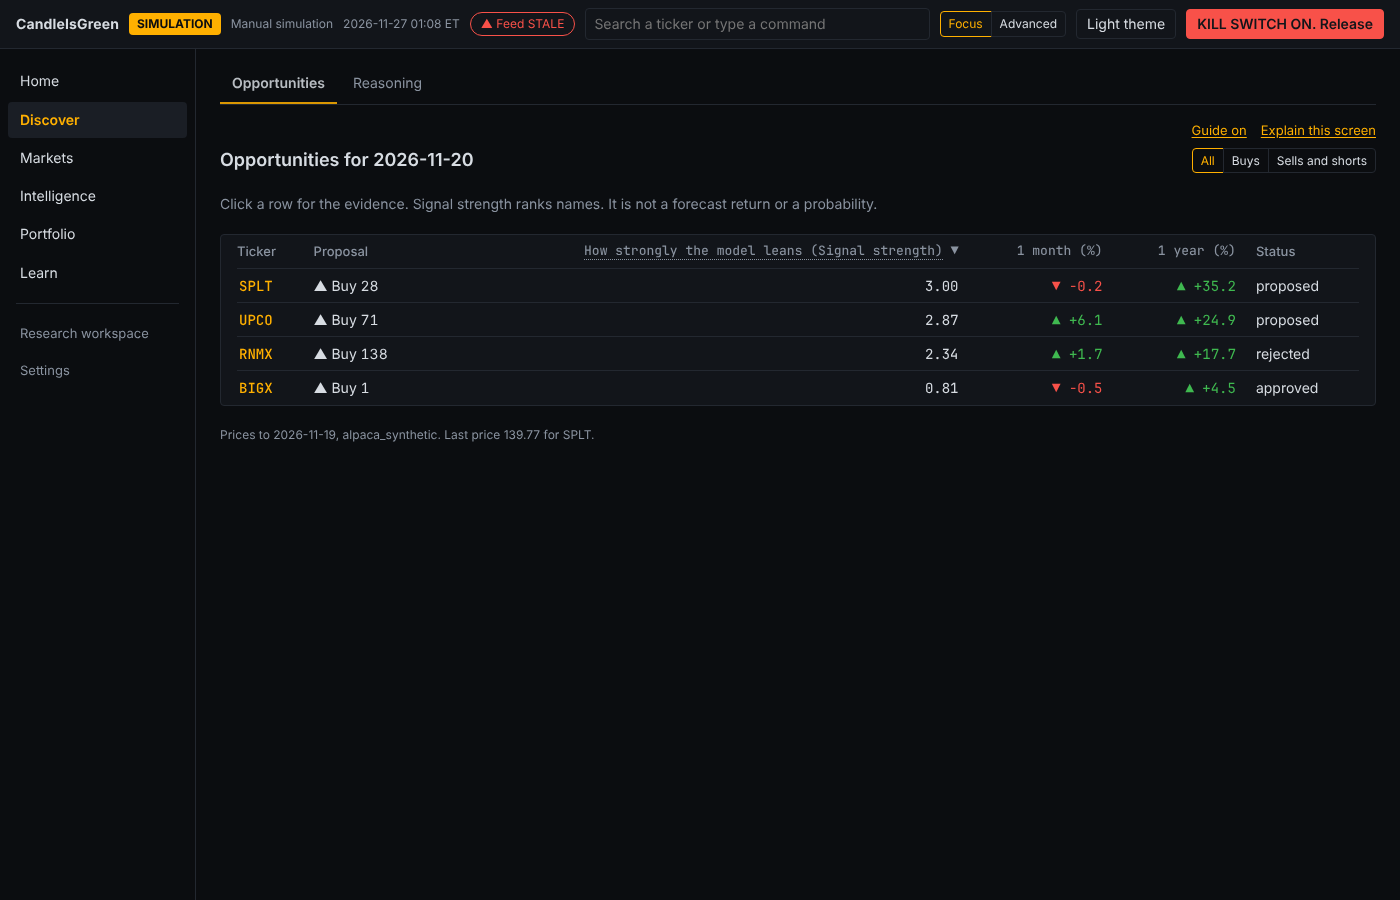 CandleIsGreen SIMULATION Manual simulation 2026-11-27 01:08 ET ▲ Feed STALE Search a ticker or type a command Focus Advanced Light theme KILL SWITCH ON. Release
Home
Discover
Markets
Intelligence
Portfolio
Learn
Research workspace
Settings
Opportunities Reasoning
Guide on Explain this screen
Opportunities for 2026-11-20 All Buys Sells and shorts
Click a row for the evidence. Signal strength ranks names. It is not a forecast return or a probability.
Ticker Proposal How strongly the model leans (Signal strength) ▼ 1 month (%) 1 year (%) Status
SPLT ▲ Buy 28 3.00 ▼ -0.2 ▲ +35.2 proposed
UPCO ▲ Buy 71 2.87 ▲ +6.1 ▲ +24.9 proposed
RNMX ▲ Buy 138 2.34 ▲ +1.7 ▲ +17.7 rejected
BIGX ▲ Buy 1 0.81 ▼ -0.5 ▲ +4.5 approved
Prices to 2026-11-19, alpaca_synthetic. Last price 139.77 for SPLT.